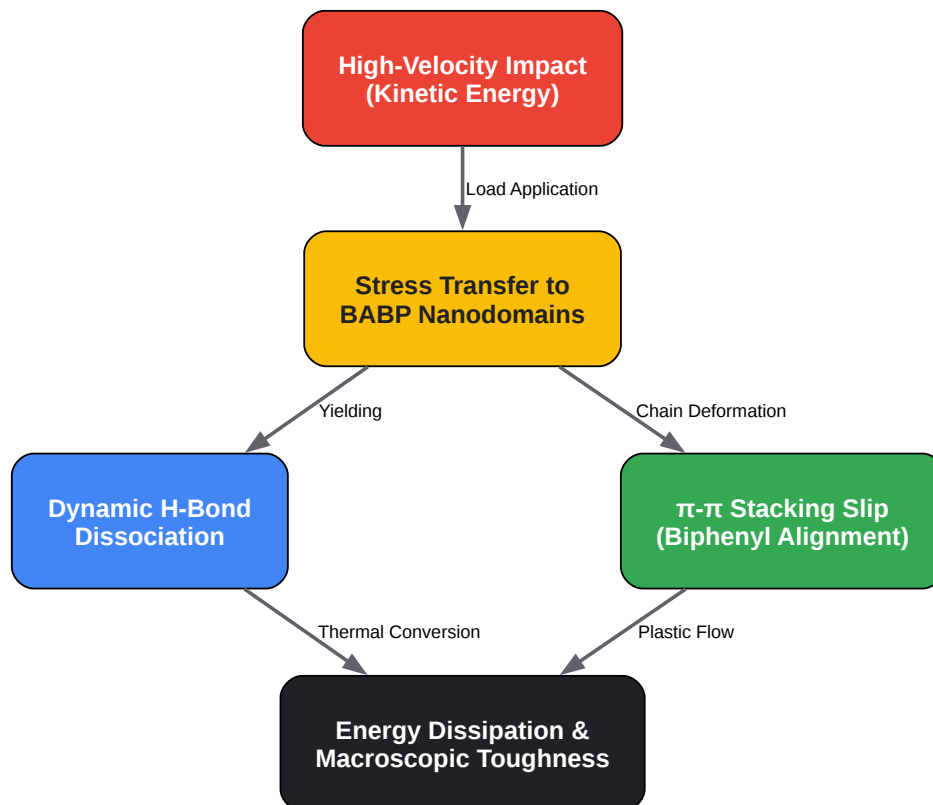 High-Velocity Impact
(Kinetic Energy)
Load Application
Stress Transfer to
BABP Nanodomains
Yielding
Chain Deformation
Dynamic H-Bond
Dissociation
π-π Stacking Slip
(Biphenyl Alignment)
Thermal Conversion
Plastic Flow
Energy Dissipation &
Macroscopic Toughness